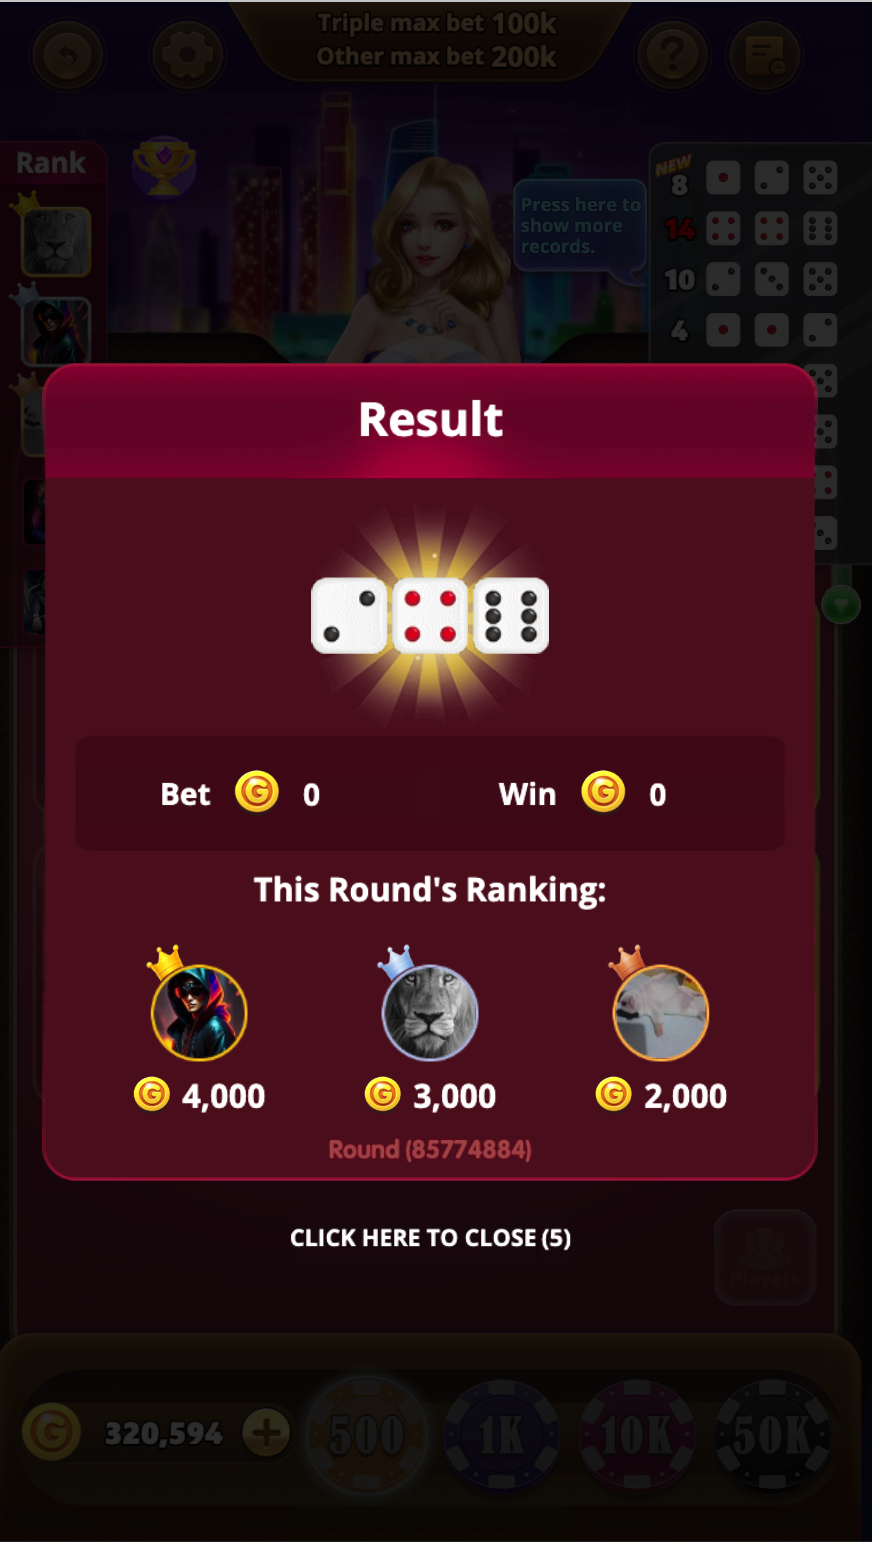 Triple max bet 100k
Other max bet 200k
Rank
Press here to
show more
records.
NEW
8
14
10
4
Result
Bet G 0
Win G 0
This Round's Ranking:
G 4,000
G 3,000
G 2,000
Round (85774884)
CLICK HERE TO CLOSE (5)
Players
G 320,594 + 500 1K 10K 50K